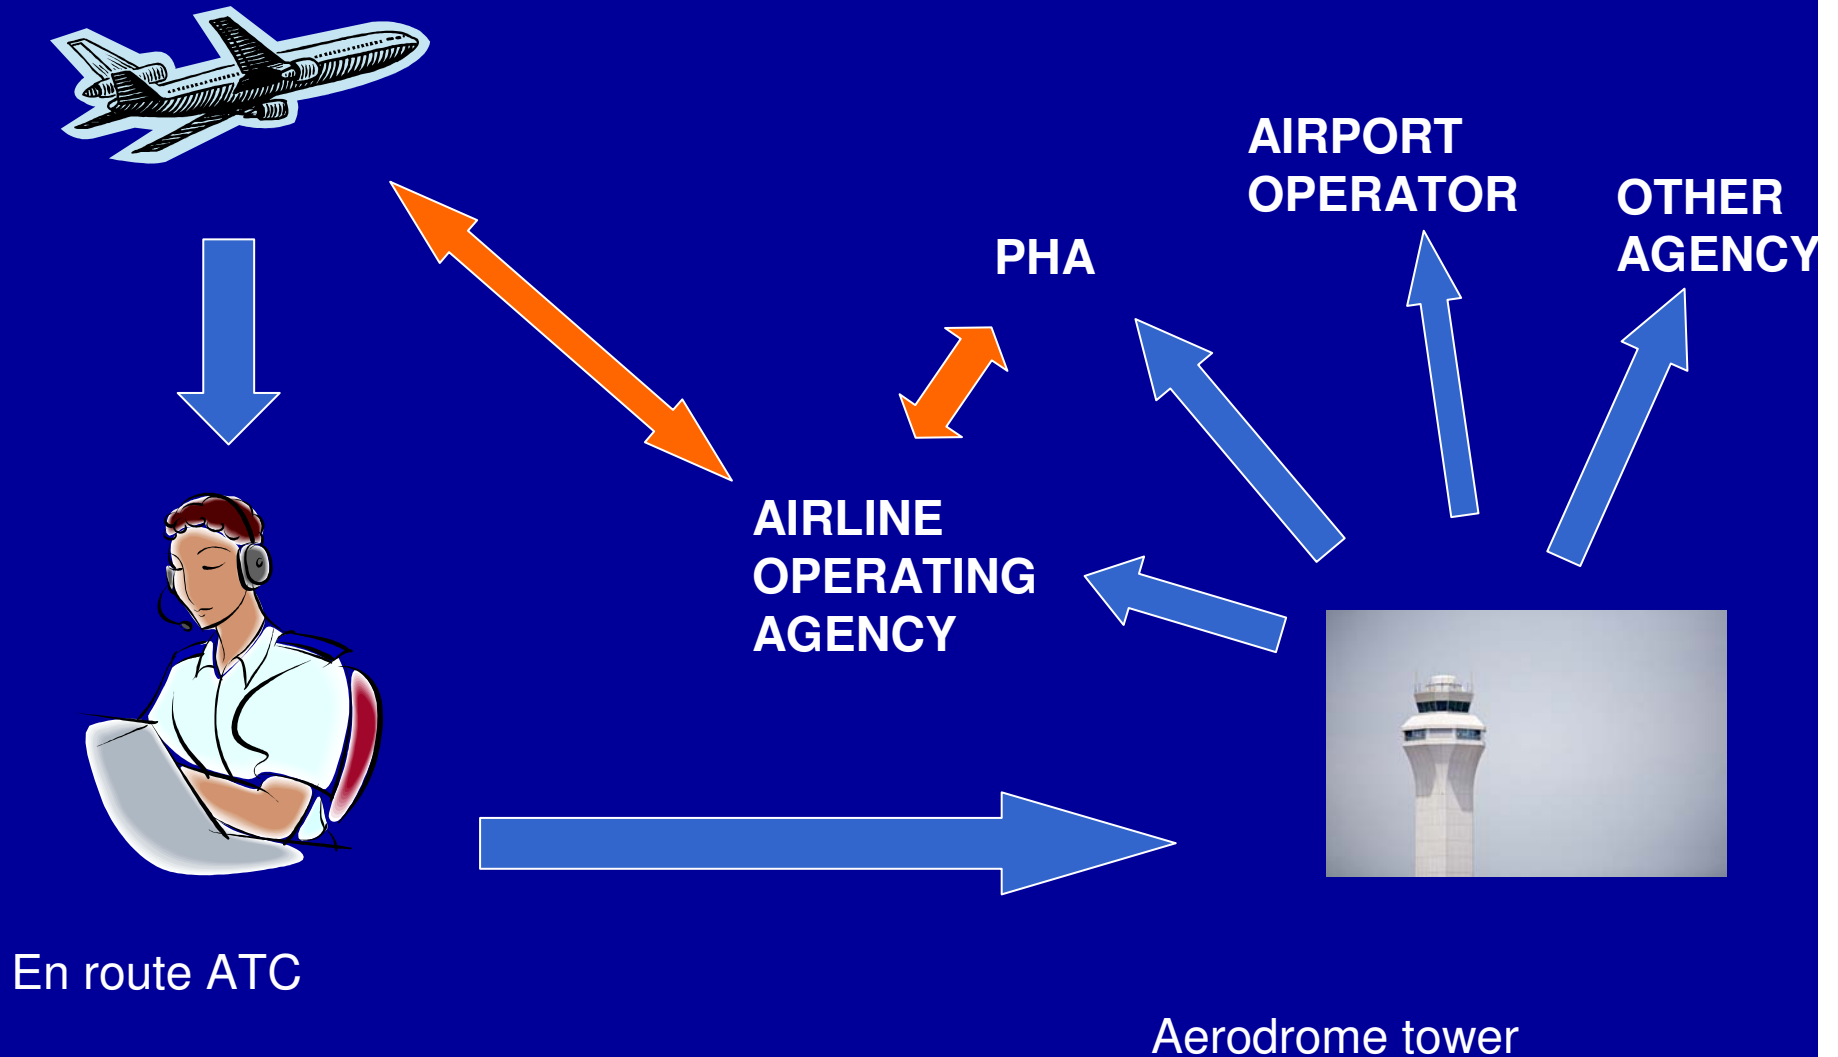 AIRPORT
OPERATOR
OTHER
AGENCY
PHA
AIRLINE
OPERATING
AGENCY
En route ATC
Aerodrome tower